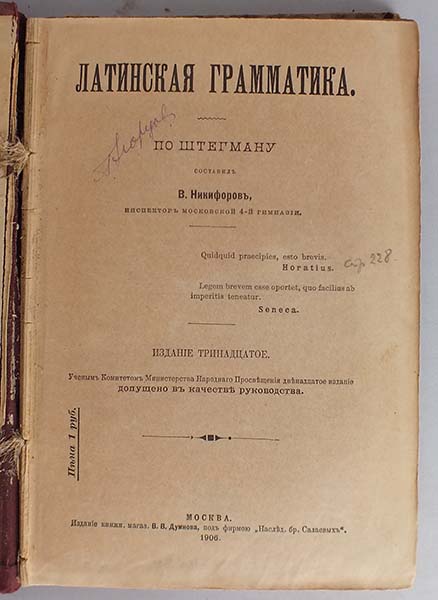 ЛАТИНСКАЯ ГРАММАТИКА.
ПО ШТЕГМАНУ
СОСТАВИЛЪ
В. Никифоровъ,
ИНСПЕКТОРЪ МОСКОВСКОЙ 4-Й ГИМНАЗІИ.
Quidquid praecipies, esto brevis.
Horatius.
стр 228.
Legem brevem esse oportet, quo facilius ab
imperitis teneatur.
Seneca.
ИЗДАНІЕ ТРИНАДЦАТОЕ.
Ученымъ Комитетомъ Министерства Народнаго Просвѣщенія двѣнадцатое изданіе
допущено въ качествѣ руководства.
Цѣна 1 руб.
МОСКВА.
Изданіе книжн. магаз. В. В. Думнова, подъ фирмою „Наслѣд. бр. Салаевыхъ".
1906.